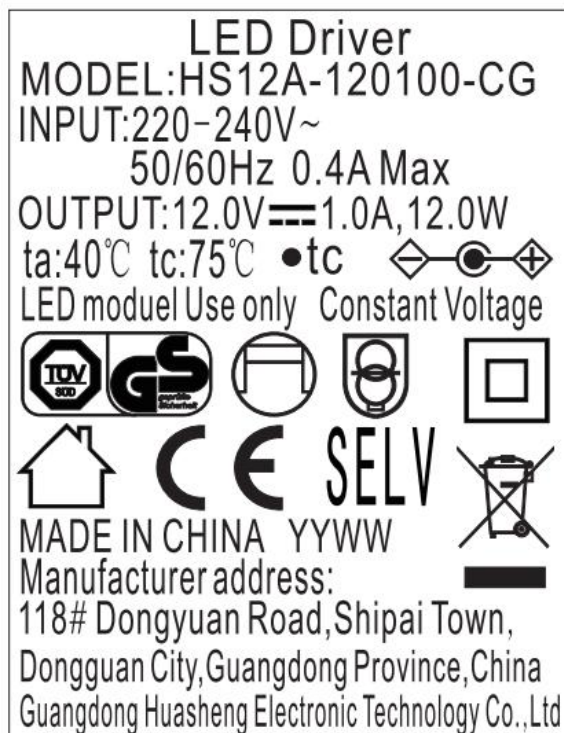 LED Driver
MODEL:HS12A-120100-CG
INPUT:220-240V~
50/60Hz 0.4A Max
OUTPUT:12.0V⎓1.0A,12.0W
ta:40℃ tc:75℃ ●tc
LED moduel Use only Constant Voltage
TÜV
SÜD
GS
geprüfte
Sicherheit
CE SELV
MADE IN CHINA YYWW
Manufacturer address:
118# Dongyuan Road,Shipai Town,
Dongguan City,Guangdong Province,China
Guangdong Huasheng Electronic Technology Co.,Ltd